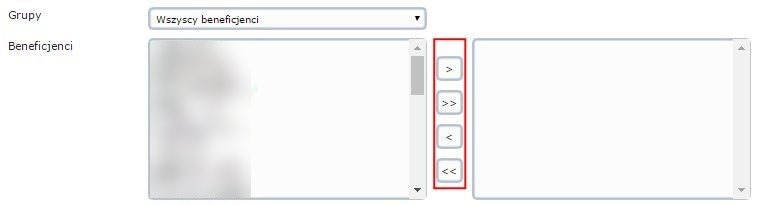 Grupy
Wszyscy beneficjenci
Beneficjenci
>
>>
<
<<